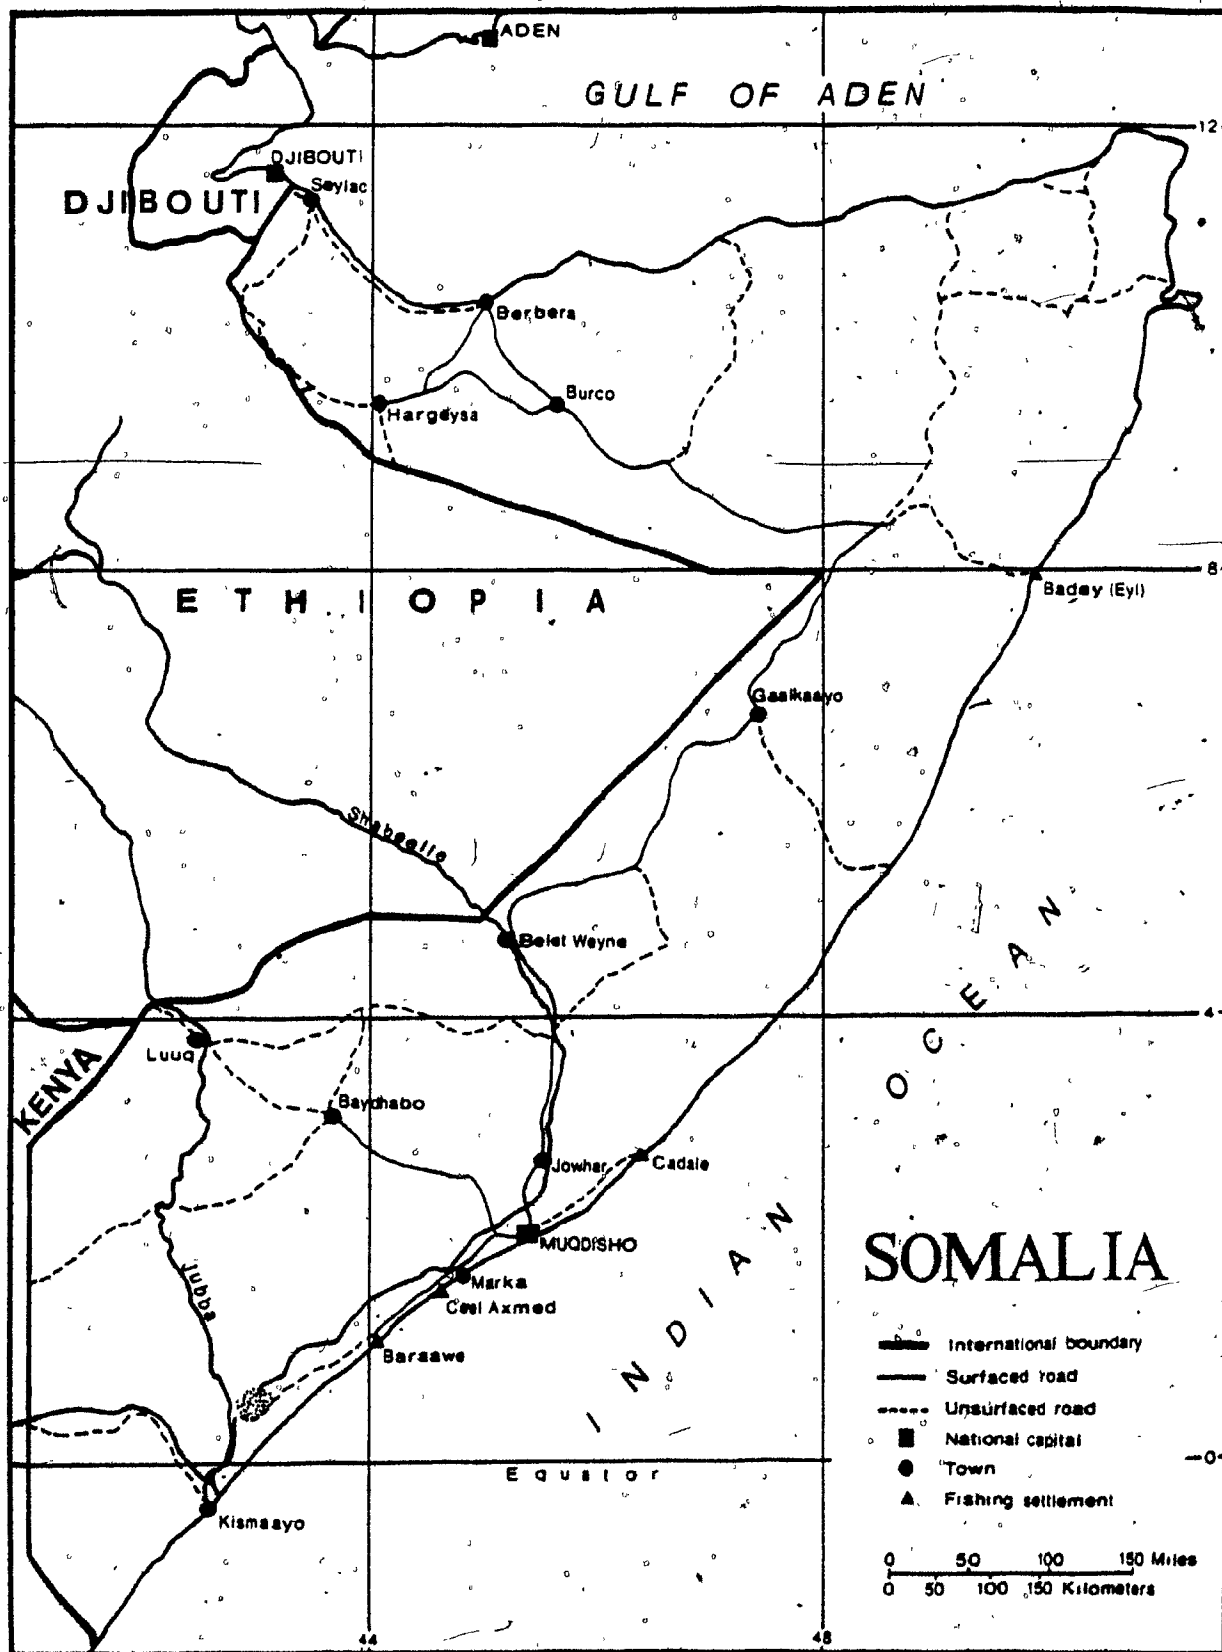 ADEN
GULF OF ADEN
12
DJIBOUTI
DJIBOUTI
Seylac
Berbera
Burco
Hargeysa
8
ETHIOPIA
Badey (Eyl)
Gaalkaayo
Shabeelle
Belet Weyne
INDIAN OCEAN
4
Luuq
KENYA
Baydhabo
Jowhar
Cadale
MUQDISHO
Marka
Ceel Axmed
Baraawe
Jubba
SOMALIA
International boundary
Surfaced road
Unsurfaced road
National capital
Town
Fishing settlement
Equator
0
Kismaayo
0 50 100 150 Miles
0 50 100 150 Kilometers
44 48